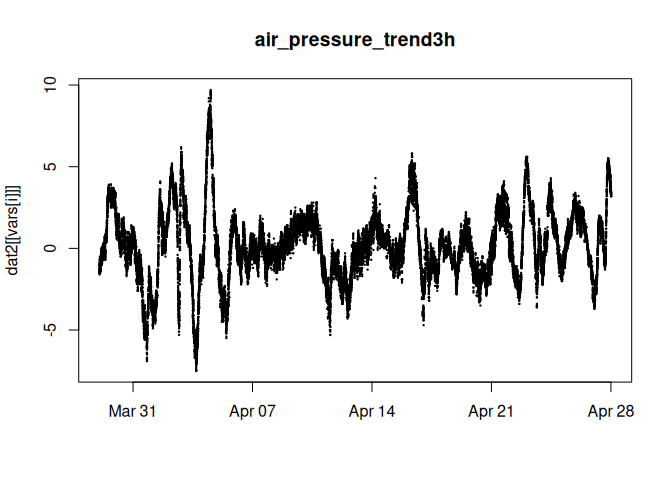 air_pressure_trend3h
dat2[[vars[i]]]
10
5
0
-5
Mar 31
Apr 07
Apr 14
Apr 21
Apr 28